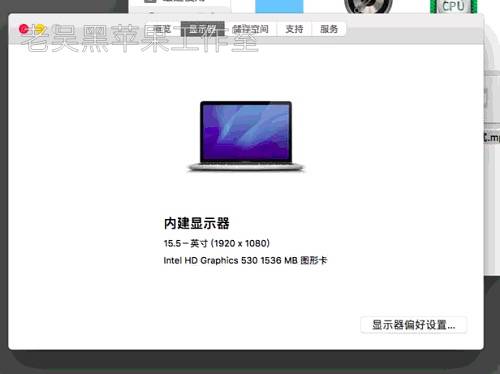 CPU
老吴黑苹果工作室
概览 显示器 储存空间 支持 服务
内建显示器
15.5-英寸 (1920 x 1080)
Intel HD Graphics 530 1536 MB 图形卡
显示器偏好设置...